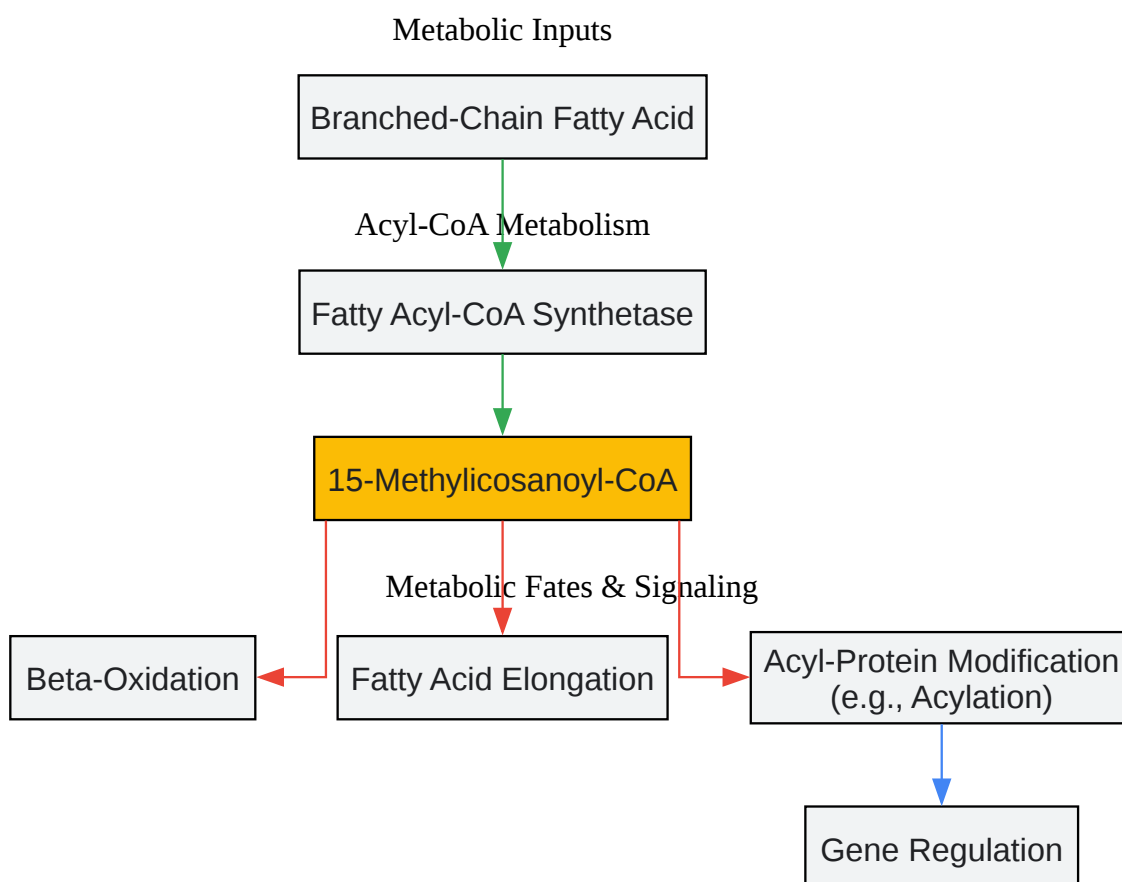 Metabolic Inputs
Branched-Chain Fatty Acid
Acyl-CoA Metabolism
Fatty Acyl-CoA Synthetase
15-Methylicosanoyl-CoA
Metabolic Fates & Signaling
Beta-Oxidation
Fatty Acid Elongation
Acyl-Protein Modification
(e.g., Acylation)
Gene Regulation